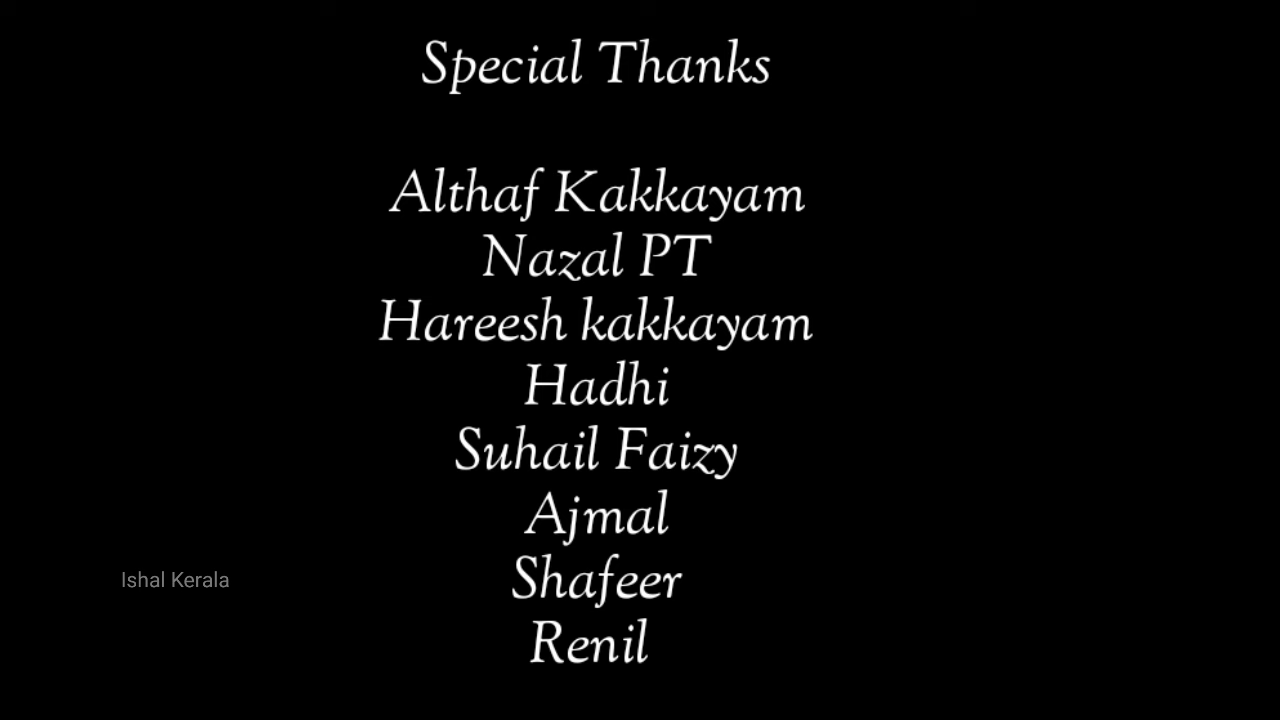 Special Thanks
Althaf Kakkayam
Nazal PT
Hareesh kakkayam
Hadhi
Suhail Faizy
Ajmal
Shafeer
Renil
Ishal Kerala